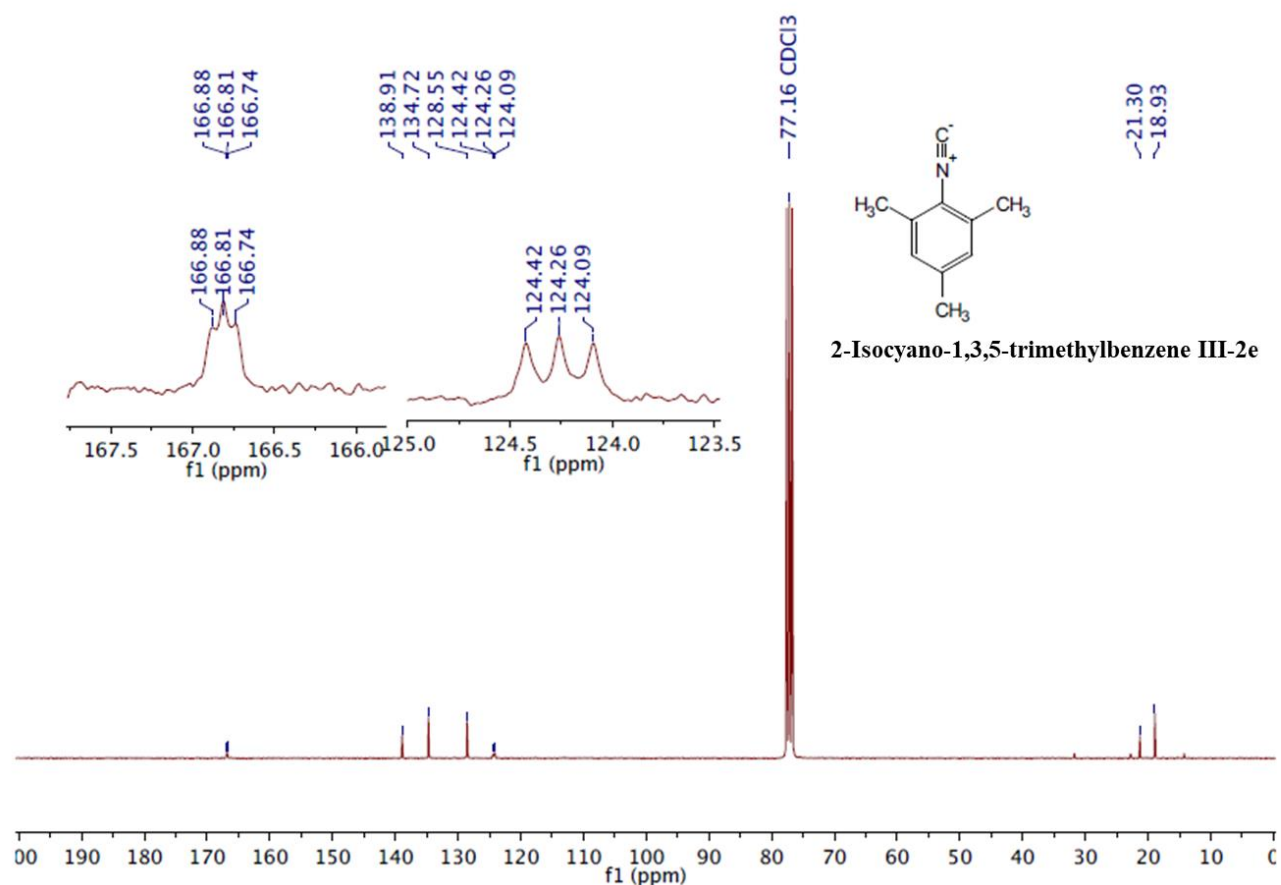 166.88
166.81
166.74
138.91
134.72
128.55
124.42
124.26
124.09
77.16 CDCl3
21.30
18.93
166.88
166.81
166.74
124.42
124.26
124.09
C-
N+
H3C
CH3
CH3
2-Isocyano-1,3,5-trimethylbenzene III-2e
167.5 167.0 166.5 166.0
f1 (ppm)
125.0 124.5 124.0 123.5
f1 (ppm)
00 190 180 170 160 150 140 130 120 110 100 90 80 70 60 50 40 30 20 10 0
f1 (ppm)